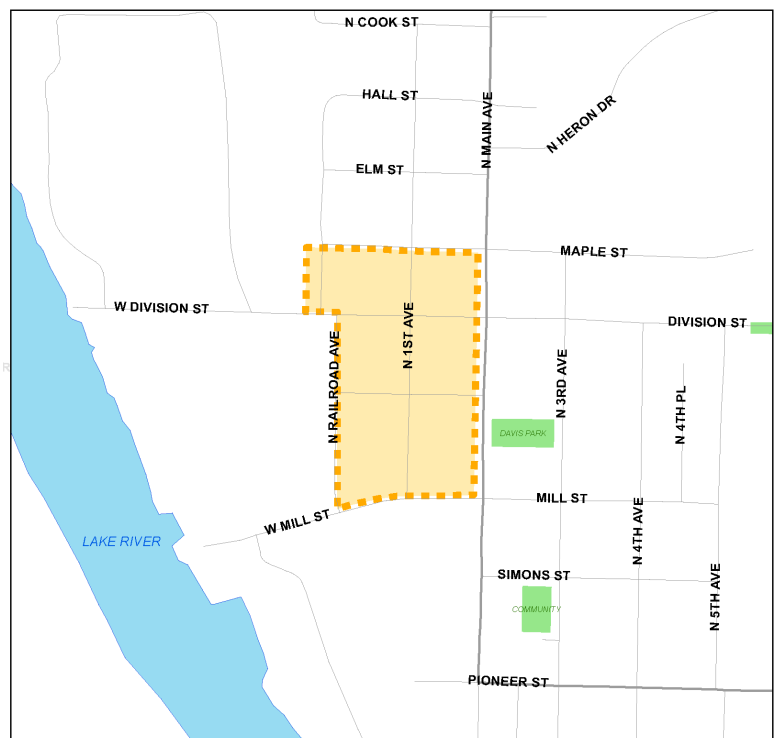 N COOK ST
HALL ST
N MAIN AVE
N HERON DR
ELM ST
MAPLE ST
W DIVISION ST
DIVISION ST
N 1ST AVE
N RAILROAD AVE
N 3RD AVE
N 4TH PL
DAVIS PARK
R
MILL ST
W MILL ST
LAKE RIVER
N 4TH AVE
SIMONS ST
N 5TH AVE
COMMUNITY
PIONEER ST